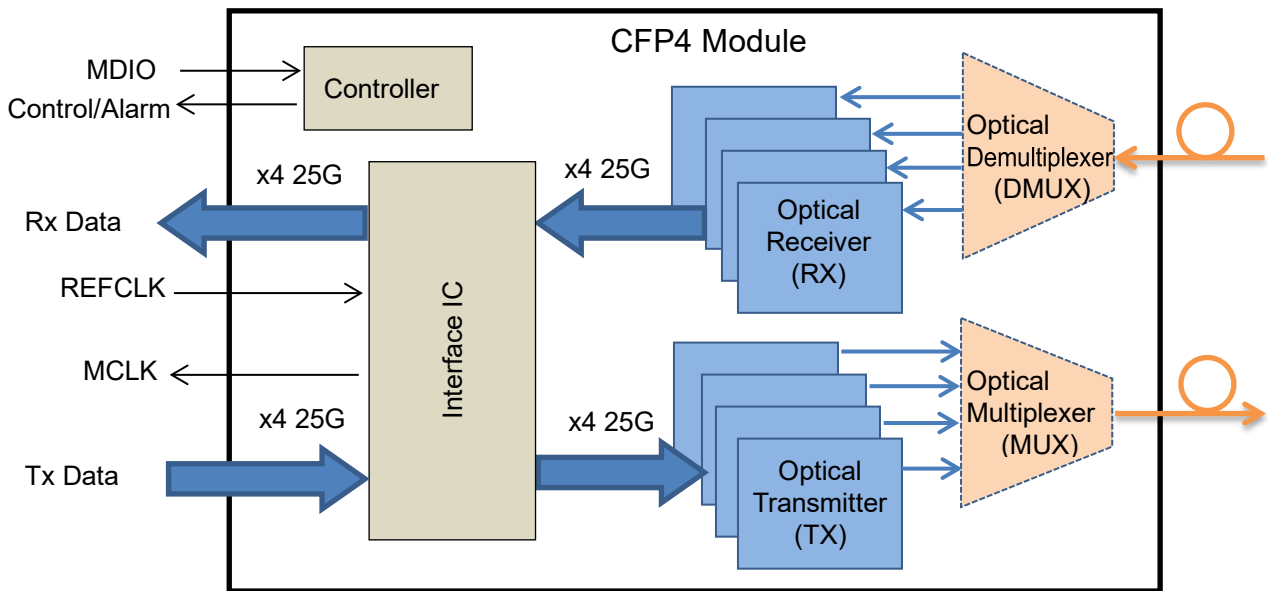 CFP4 Module
MDIO
Control/Alarm
Controller
x4 25G
x4 25G
Rx Data
REFCLK
MCLK
x4 25G
x4 25G
Tx Data
Interface IC
Optical
Receiver
(RX)
Optical
Demultiplexer
(DMUX)
Optical
Transmitter
(TX)
Optical
Multiplexer
(MUX)